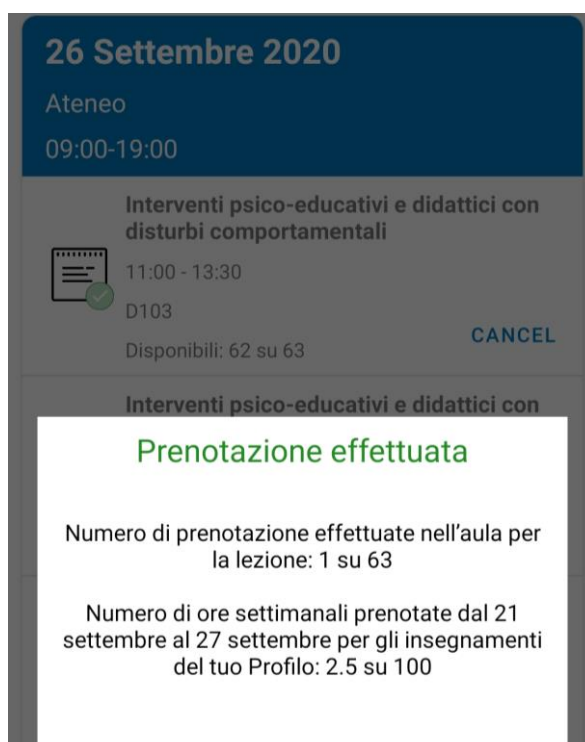 26 Settembre 2020
Ateneo
09:00-19:00
Interventi psico-educativi e didattici con
disturbi comportamentali
11:00 - 13:30
D103
Disponibili: 62 su 63
CANCEL
Interventi psico-educativi e didattici con
Prenotazione effettuata
Numero di prenotazione effettuate nell'aula per
la lezione: 1 su 63
Numero di ore settimanali prenotate dal 21
settembre al 27 settembre per gli insegnamenti
del tuo Profilo: 2.5 su 100